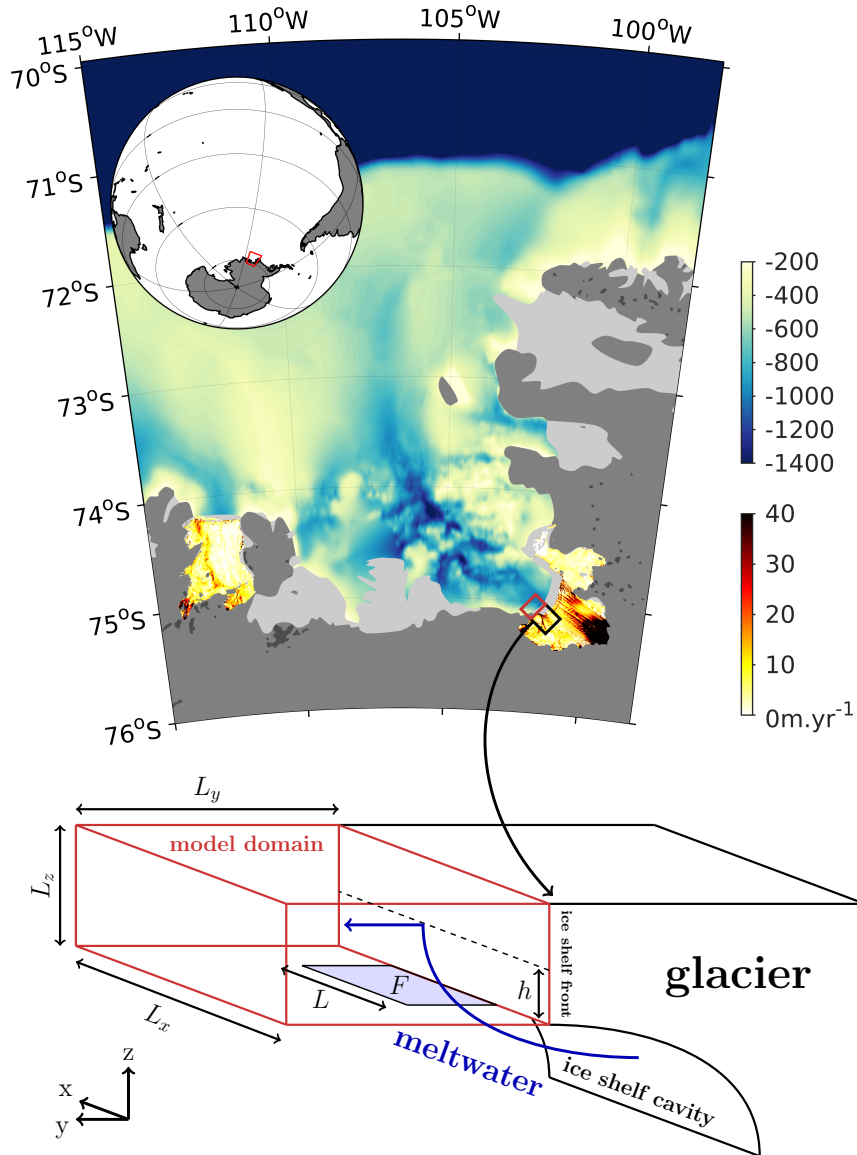 115°W
110°W
105°W
100°W
70°S
71°S
72°S
73°S
74°S
75°S
76°S
-200
-400
-600
-800
-1000
-1200
-1400
40
30
20
10
0m.yr⁻¹
L_y
model domain
L_z
L_x
L
F
h
ice shelf front
glacier
meltwater
ice shelf cavity
z
x
y